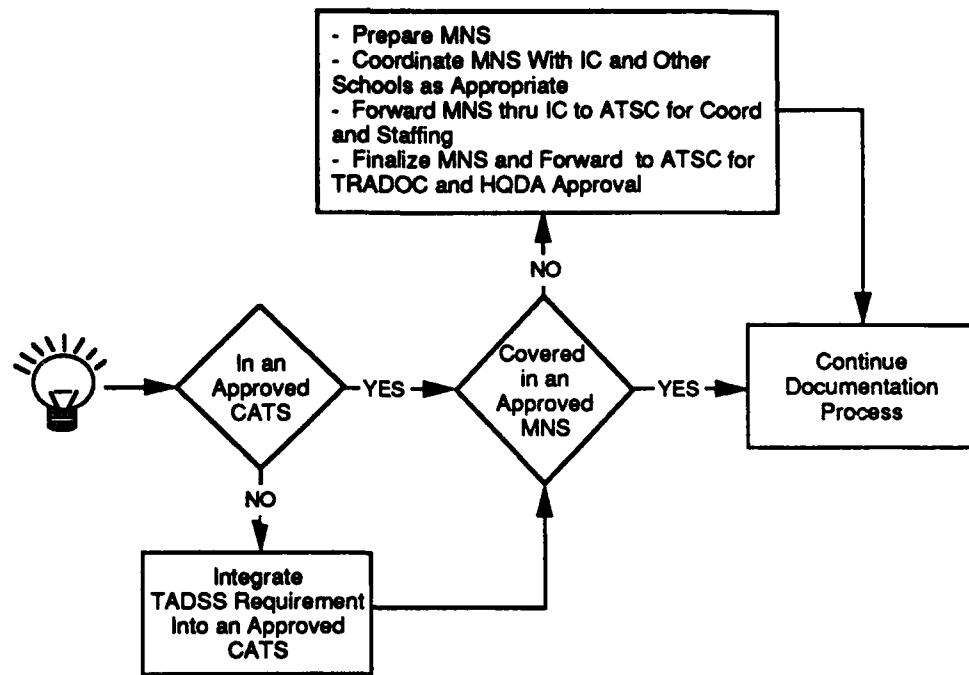 - Prepare MNS
- Coordinate MNS With IC and Other
Schools as Appropriate
- Forward MNS thru IC to ATSC for Coord
and Staffing
- Finalize MNS and Forward to ATSC for
TRADOC and HQDA Approval
NO
In an
Approved
CATS
YES
Covered
in an
Approved
MNS
YES
Continue
Documentation
Process
NO
Integrate
TADSS Requirement
Into an Approved
CATS